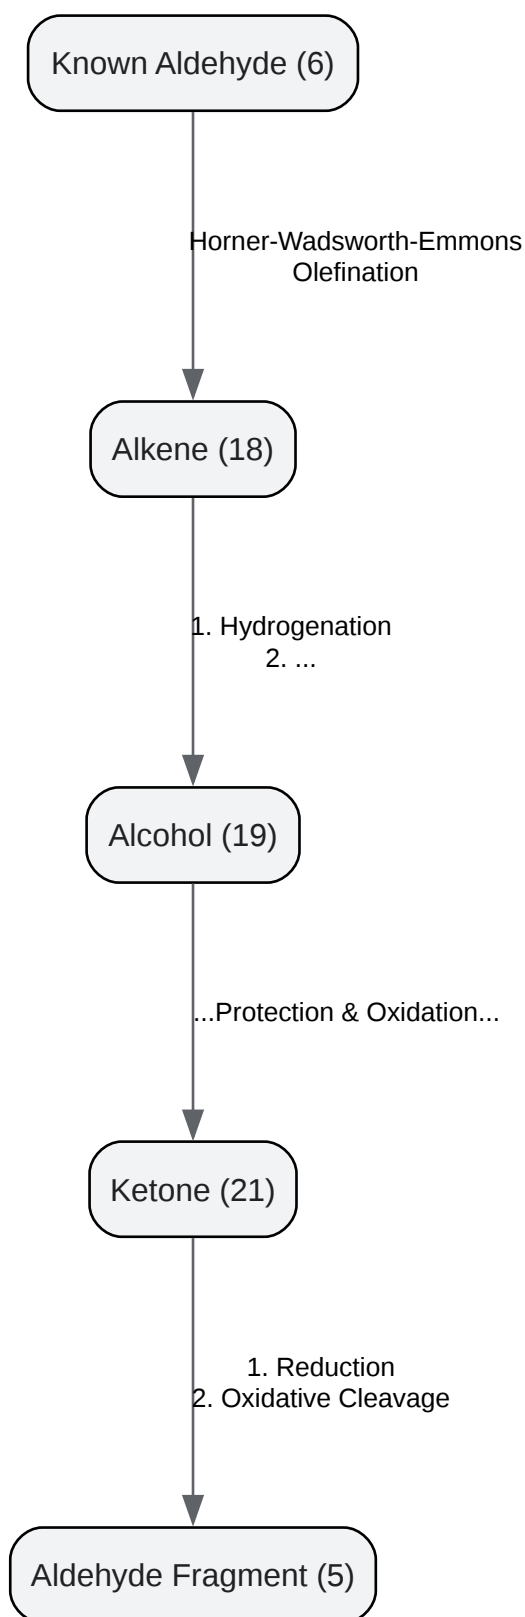 Known Aldehyde (6)
Horner-Wadsworth-Emmons
Olefination
Alkene (18)
1. Hydrogenation
2. ...
Alcohol (19)
...Protection & Oxidation...
Ketone (21)
1. Reduction
2. Oxidative Cleavage
Aldehyde Fragment (5)